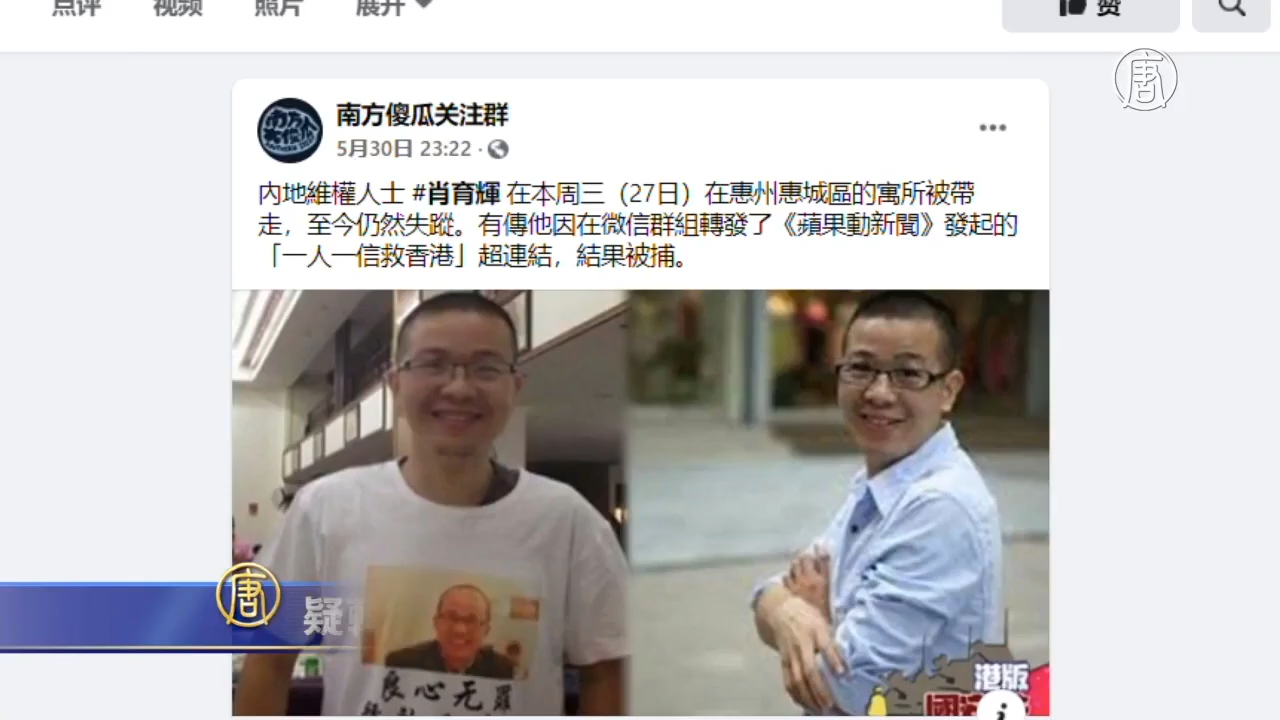 点评 视频 照片 展开
赞
唐
南方傻瓜关注群
5月30日 23:22
内地維權人士 #肖育輝 在本周三（27日）在惠州惠城區的寓所被帶
走，至今仍然失蹤。有傳他因在微信群組轉發了《蘋果動新聞》發起的
「一人一信救香港」超連結，結果被捕。
唐
疑
良心无罪
港版
國